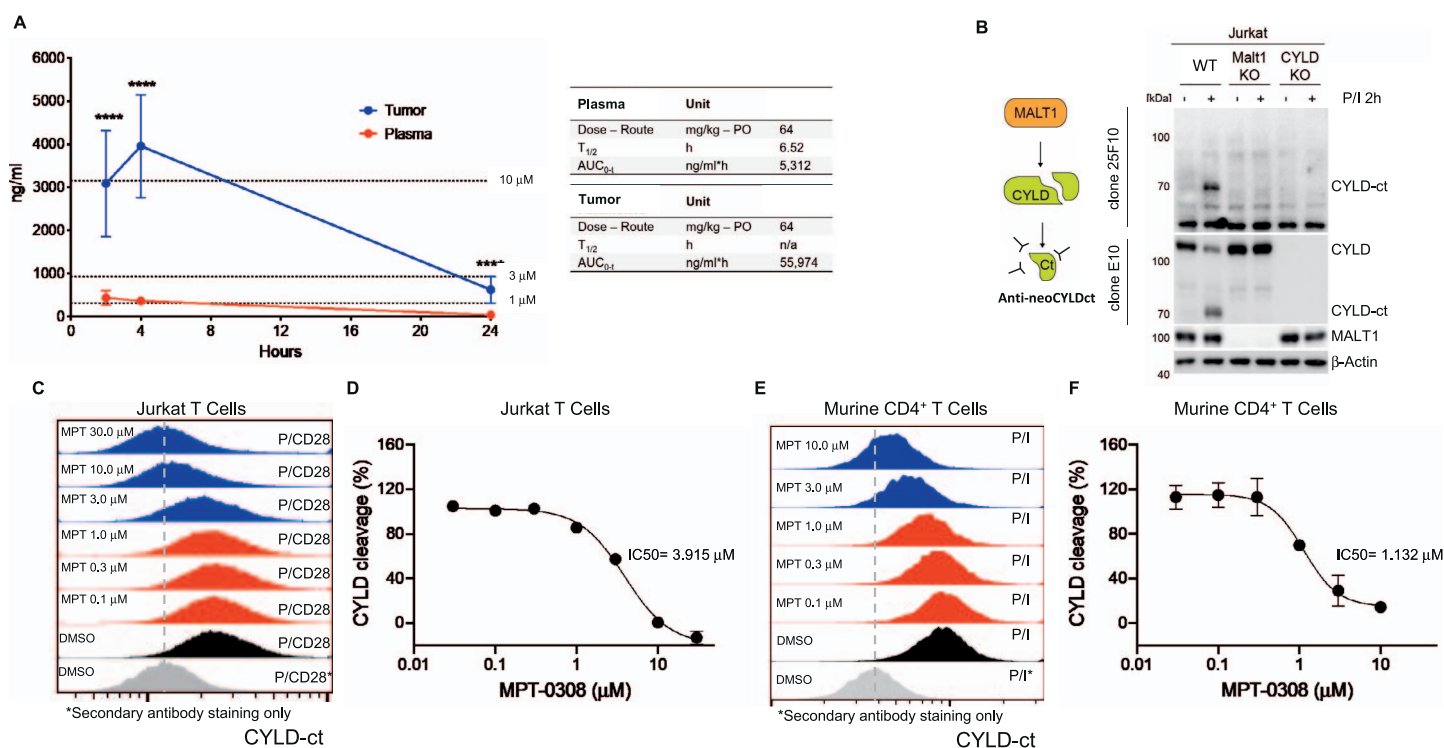 A
6000
5000
4000
3000
2000
1000
0
ng/ml
****
****
****
Tumor
Plasma
10 μM
3 μM
1 μM
0 4 8 12 16 20 24
Hours
Plasma Unit
Dose – Route mg/kg – PO 64
T1/2 h 6.52
AUC0-t ng/ml*h 5,312
Tumor Unit
Dose – Route mg/kg – PO 64
T1/2 h n/a
AUC0-t ng/ml*h 55,974
B
MALT1
CYLD
Ct
Anti-neoCYLDct
Jurkat
WT Malt1 KO CYLD KO
[kDa] - + - + - + P/I 2h
clone 25F10
100
70 CYLD-ct
clone E10
CYLD
100
70 CYLD-ct
100 MALT1
β-Actin
40
C
Jurkat T Cells
MPT 30.0 μM P/CD28
MPT 10.0 μM P/CD28
MPT 3.0 μM P/CD28
MPT 1.0 μM P/CD28
MPT 0.3 μM P/CD28
MPT 0.1 μM P/CD28
DMSO P/CD28
DMSO P/CD28*
*Secondary antibody staining only
CYLD-ct
D
Jurkat T Cells
CYLD cleavage (%)
160
120
80
40
0
IC50= 3.915 μM
0.01 0.1 1 10 100
MPT-0308 (μM)
E
Murine CD4+ T Cells
MPT 10.0 μM P/I
MPT 3.0 μM P/I
MPT 1.0 μM P/I
MPT 0.3 μM P/I
MPT 0.1 μM P/I
DMSO P/I
DMSO P/I*
*Secondary antibody staining only
CYLD-ct
F
Murine CD4+ T Cells
CYLD cleavage (%)
160
120
80
40
0
IC50= 1.132 μM
0.01 0.1 1 10 100
MPT-0308 (μM)